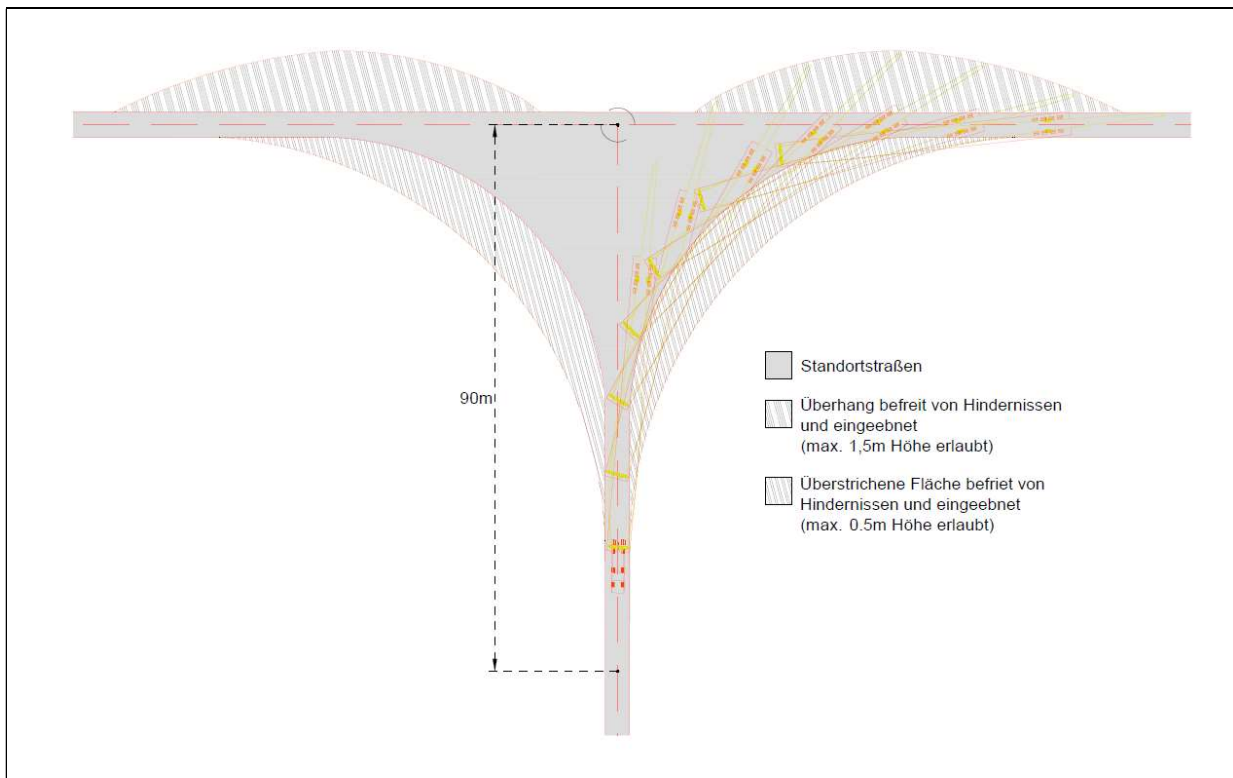 90m
Standortstraßen
Überhang befreit von Hindernissen
und eingeebnet
(max. 1,5m Höhe erlaubt)
Überstrichene Fläche befriet von
Hindernissen und eingeebnet
(max. 0.5m Höhe erlaubt)